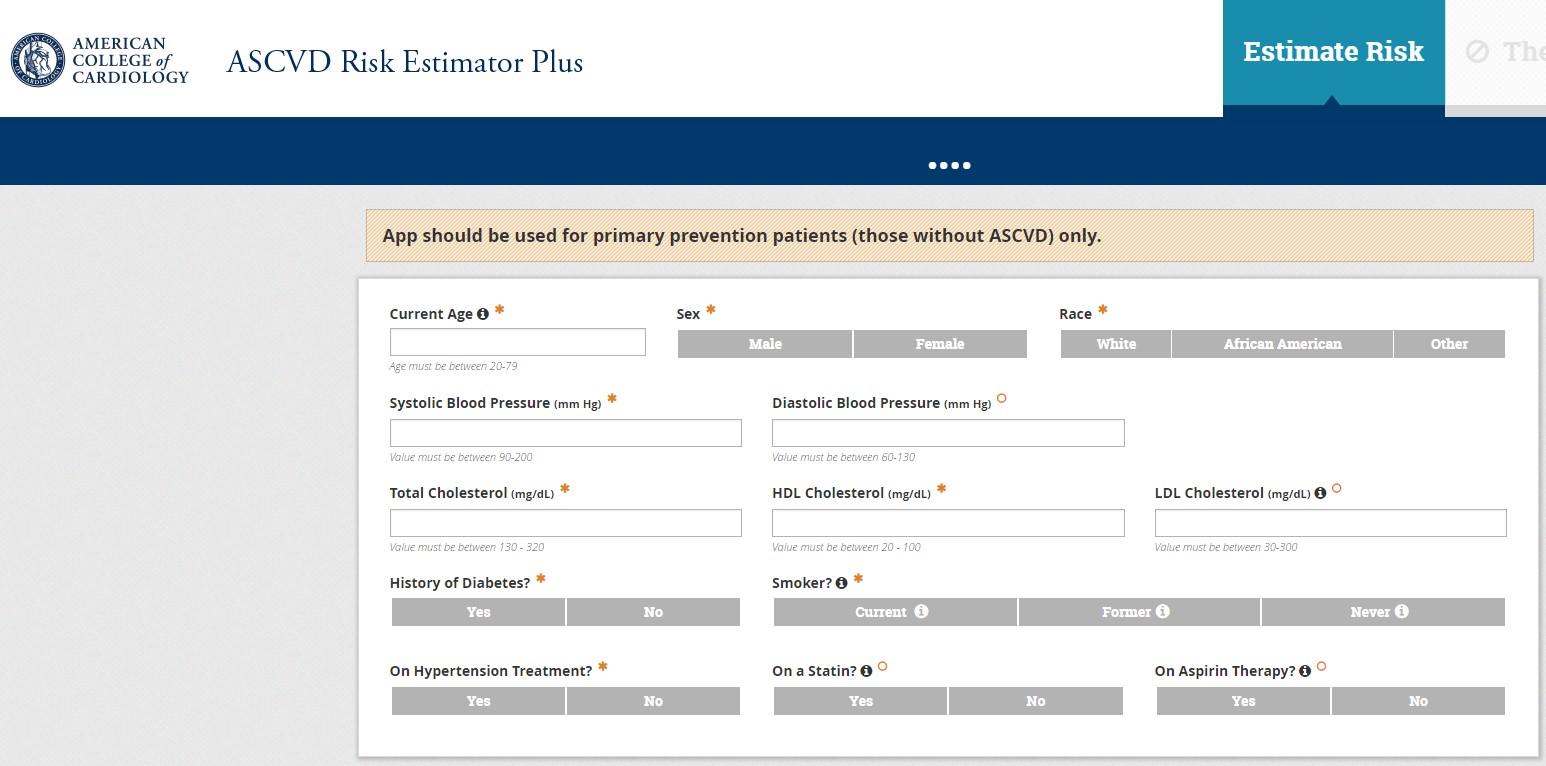 AMERICAN
COLLEGE of
CARDIOLOGY
ASCVD Risk Estimator Plus
Estimate Risk
The
App should be used for primary prevention patients (those without ASCVD) only.
Current Age * Sex * Race *
Male Female White African American Other
Age must be between 20-79
Systolic Blood Pressure (mm Hg) * Diastolic Blood Pressure (mm Hg)
Value must be between 90-200 Value must be between 60-130
Total Cholesterol (mg/dL) * HDL Cholesterol (mg/dL) * LDL Cholesterol (mg/dL)
Value must be between 130 - 320 Value must be between 20 - 100 Value must be between 30-300
History of Diabetes? * Smoker? *
Yes No Current Former Never
On Hypertension Treatment? * On a Statin? On Aspirin Therapy?
Yes No Yes No Yes No